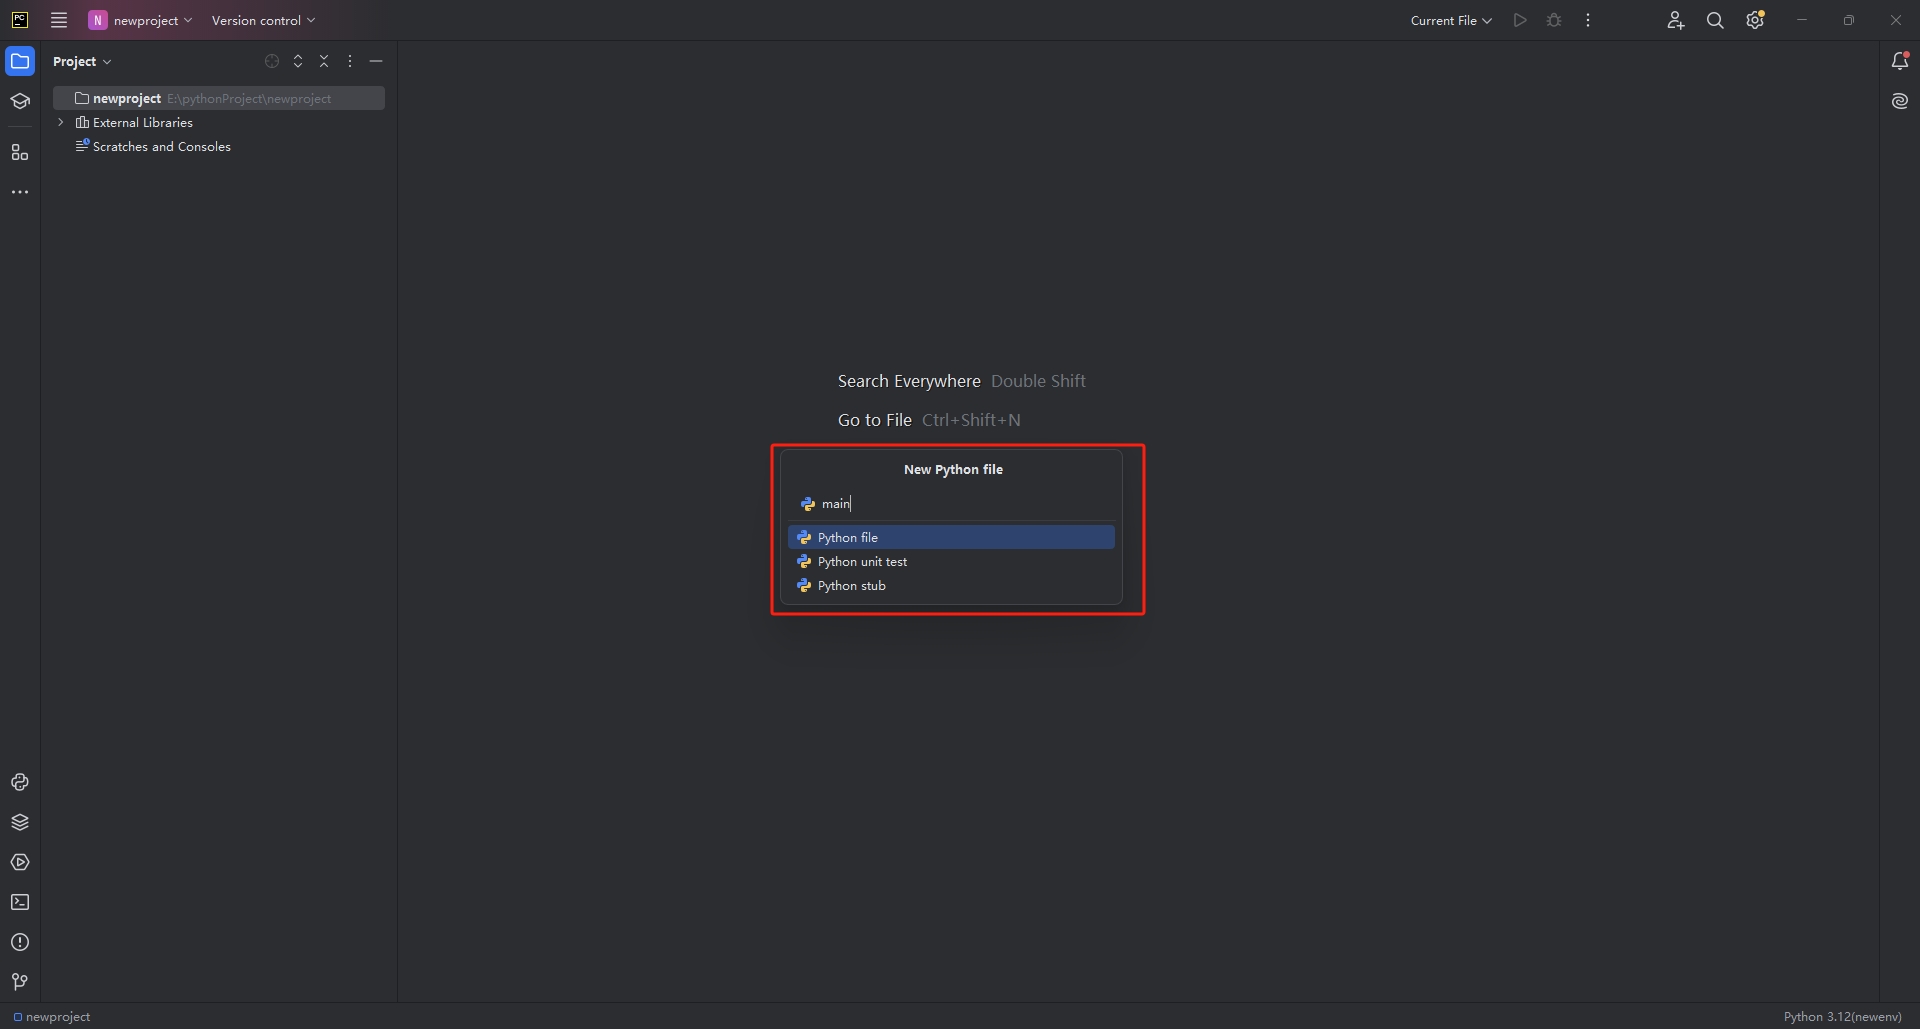 PC
N newproject Version control Current File
Project
newproject E:\pythonProject\newproject
External Libraries
Scratches and Consoles
Search Everywhere Double Shift
Go to File Ctrl+Shift+N
New Python file
main
Python file
Python unit test
Python stub
newproject Python 3.12(newenv)